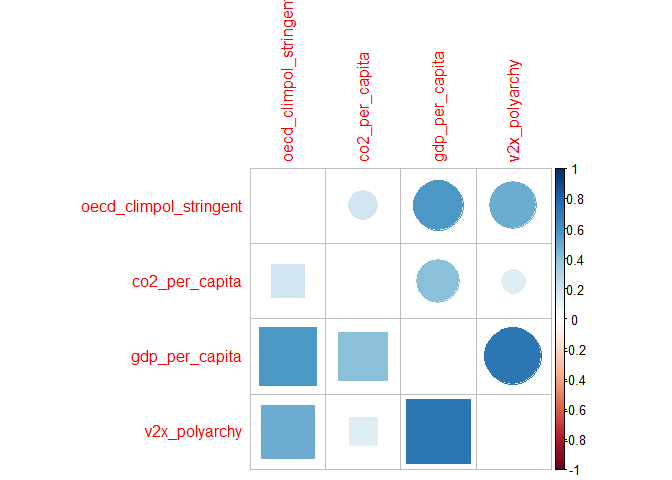 oecd_climpol_stringent
co2_per_capita
gdp_per_capita
v2x_polyarchy
oecd_climpol_stringent
co2_per_capita
gdp_per_capita
v2x_polyarchy
1
0.8
0.6
0.4
0.2
0
-0.2
-0.4
-0.6
-0.8
-1